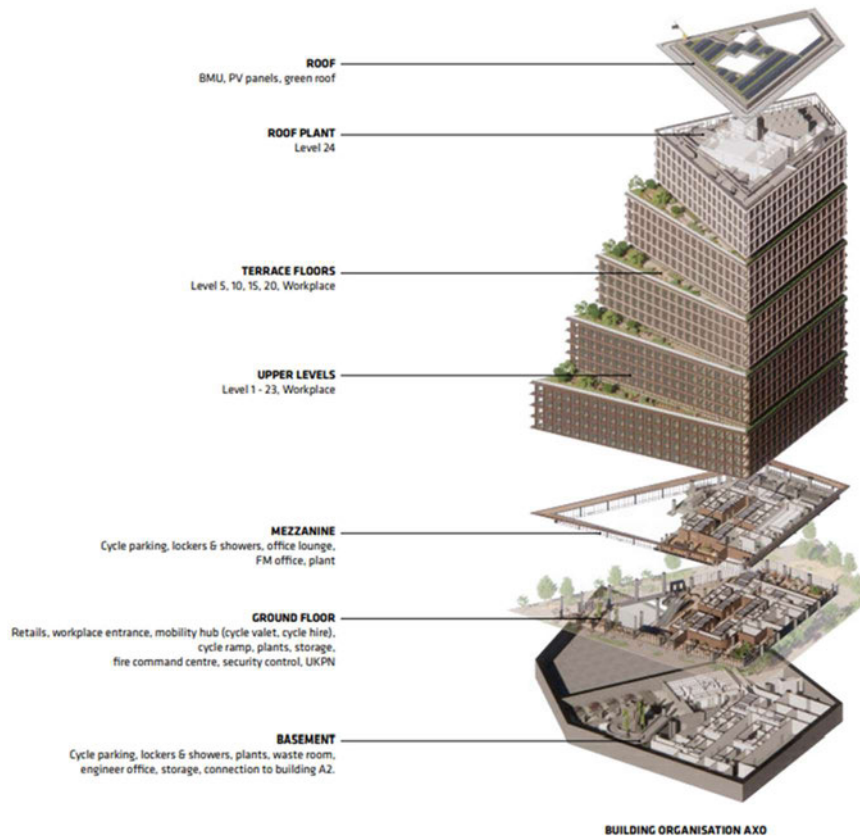 ROOF
BMU, PV panels, green roof
ROOF PLANT
Level 24
TERRACE FLOORS
Level 5, 10, 15, 20, Workplace
UPPER LEVELS
Level 1 - 23, Workplace
MEZZANINE
Cycle parking, lockers & showers, office lounge,
FM office, plant
GROUND FLOOR
Retails, workplace entrance, mobility hub (cycle valet, cycle hire),
cycle ramp, plants, storage,
fire command centre, security control, UKPN
BASEMENT
Cycle parking, lockers & showers, plants, waste room,
engineer office, storage, connection to building A2.
BUILDING ORGANISATION AXO